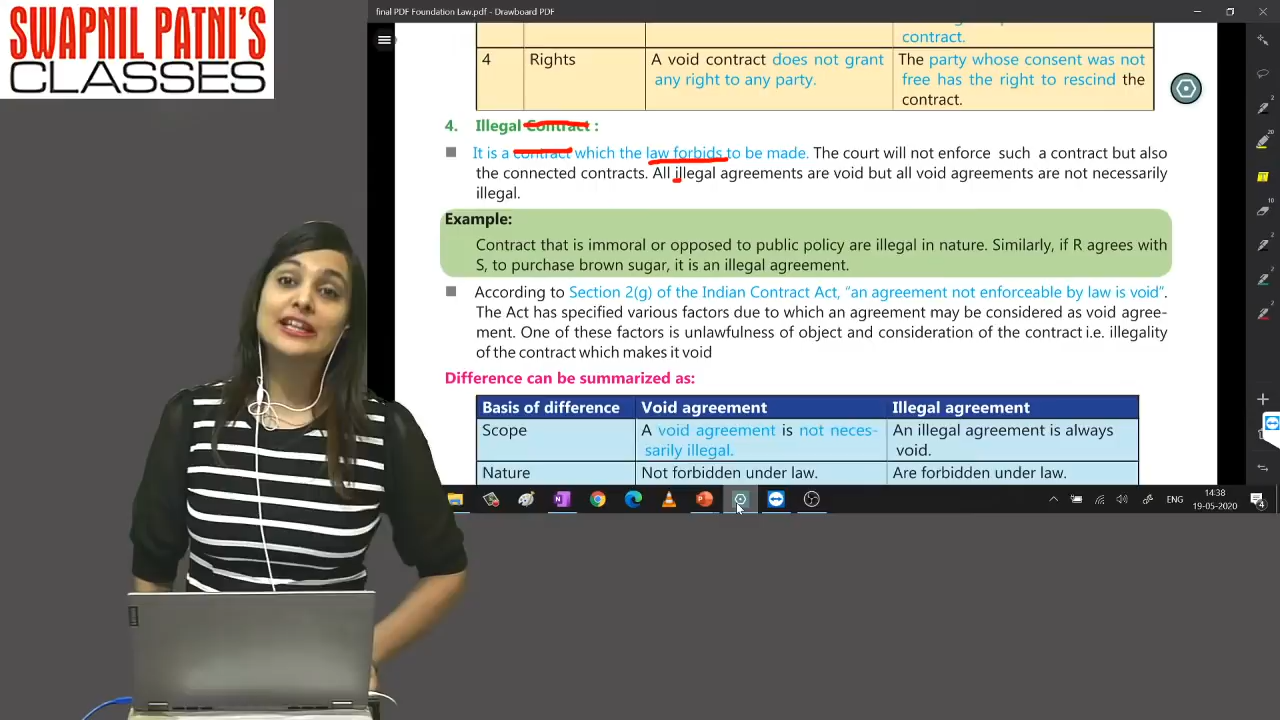 SWAPNIL PATNI'S
CLASSES
final PDF Foundation Law.pdf - Drawboard PDF
contract.
4 Rights A void contract does not grant any right to any party. The party whose consent was not free has the right to rescind the contract.
4. Illegal Contract :
It is a contract which the law forbids to be made. The court will not enforce such a contract but also
the connected contracts. All illegal agreements are void but all void agreements are not necessarily
illegal.
Example:
Contract that is immoral or opposed to public policy are illegal in nature. Similarly, if R agrees with
S, to purchase brown sugar, it is an illegal agreement.
According to Section 2(g) of the Indian Contract Act, “an agreement not enforceable by law is void”.
The Act has specified various factors due to which an agreement may be considered as void agree-
ment. One of these factors is unlawfulness of object and consideration of the contract i.e. illegality
of the contract which makes it void
Difference can be summarized as:
Basis of difference Void agreement Illegal agreement
Scope A void agreement is not neces- An illegal agreement is always
sarily illegal. void.
Nature Not forbidden under law. Are forbidden under law.
ENG
14:38
19-05-2020